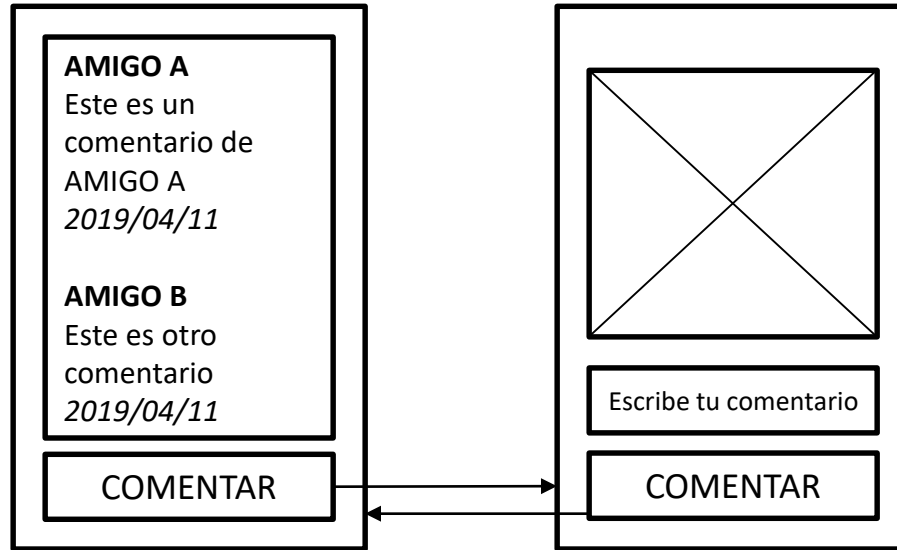 AMIGO A
Este es un
comentario de
AMIGO A
2019/04/11
AMIGO B
Este es otro
comentario
2019/04/11
COMENTAR
Escribe tu comentario
COMENTAR